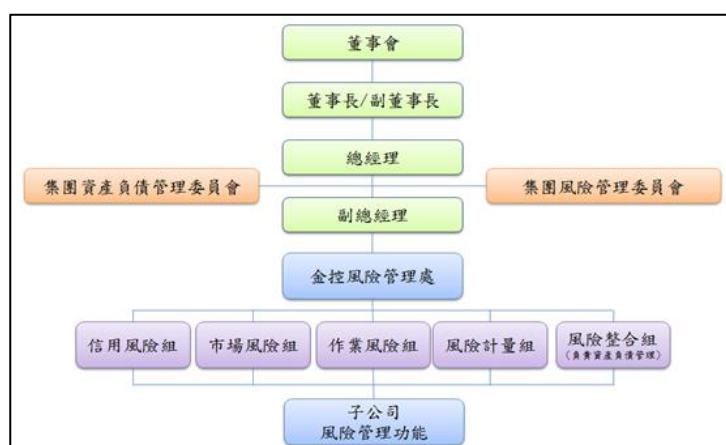 董事會
董事長/副董事長
總經理
集團資產負債管理委員會
集團風險管理委員會
副總經理
金控風險管理處
信用風險組
市場風險組
作業風險組
風險計量組
風險整合組
(負責資產負債管理)
子公司
風險管理功能